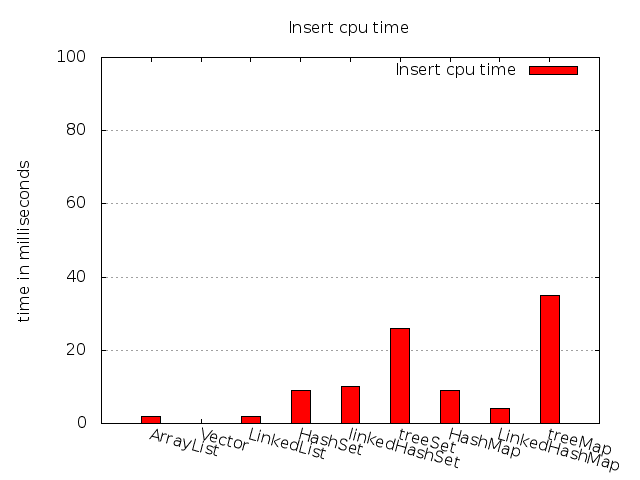 Insert cpu time
Insert cpu time
time in milliseconds
100
80
60
40
20
0
ArrayList
Vector
LinkedList
HashSet
linkedHashSet
treeSet
HashMap
LinkedHashMap
treeMap